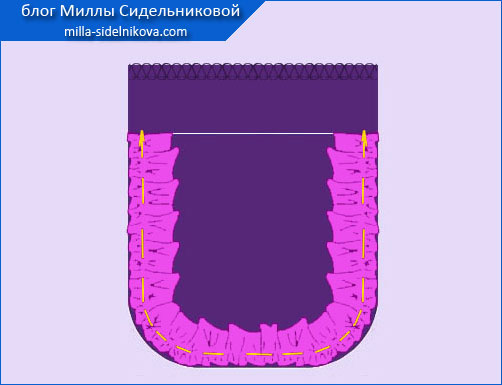 блог Миллы Сидельниковой
milla-sidelnikova.com